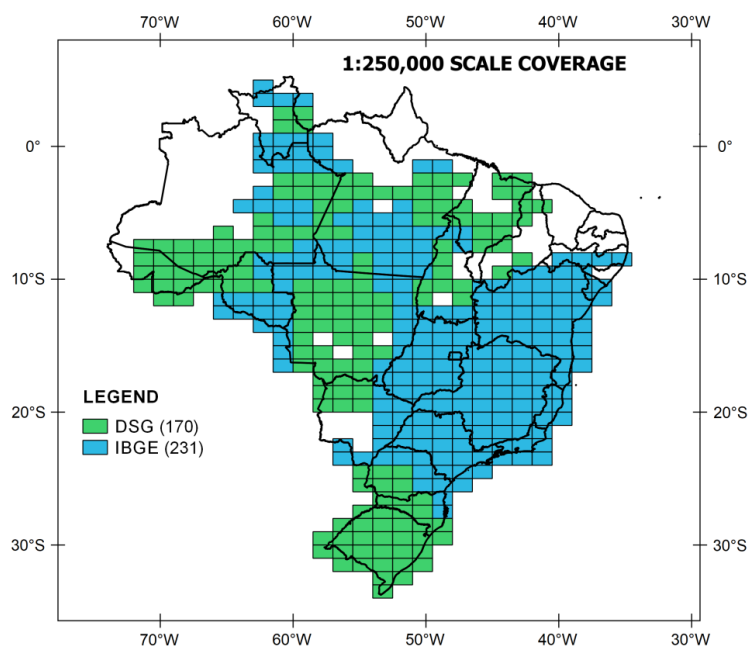 70°W 60°W 50°W 40°W 30°W
1:250,000 SCALE COVERAGE
0° 0°
10°S 10°S
LEGEND
DSG (170)
20°S 20°S
IBGE (231)
30°S 30°S
70°W 60°W 50°W 40°W 30°W